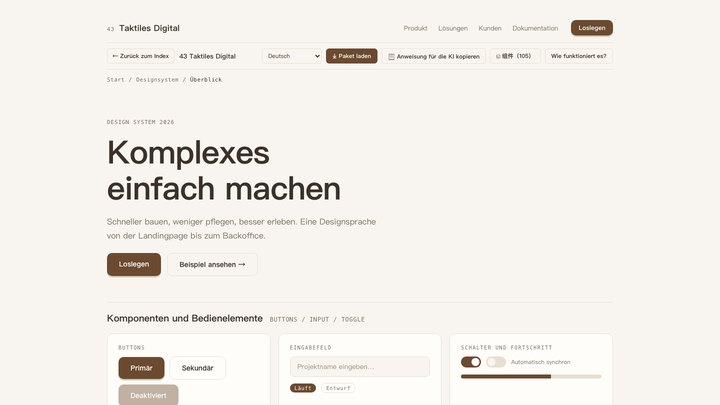 43 Taktiles Digital
Produkt Lösungen Kunden Dokumentation Loslegen
← Zurück zum Index 43 Taktiles Digital Deutsch Paket laden Anweisung für die KI kopieren 组件 (105) Wie funktioniert es?
Start / Designsystem / Überblick
DESIGN SYSTEM 2026
Komplexes
einfach machen
Schneller bauen, weniger pflegen, besser erleben. Eine Designsprache
von der Landingpage bis zum Backoffice.
Loslegen Beispiel ansehen →
Komponenten und Bedienelemente BUTTONS / INPUT / TOGGLE
BUTTONS
Primär Sekundär
Deaktiviert
EINGABEFELD
Projektname eingeben…
Läuft Entwurf
SCHALTER UND FORTSCHRITT
Automatisch synchron